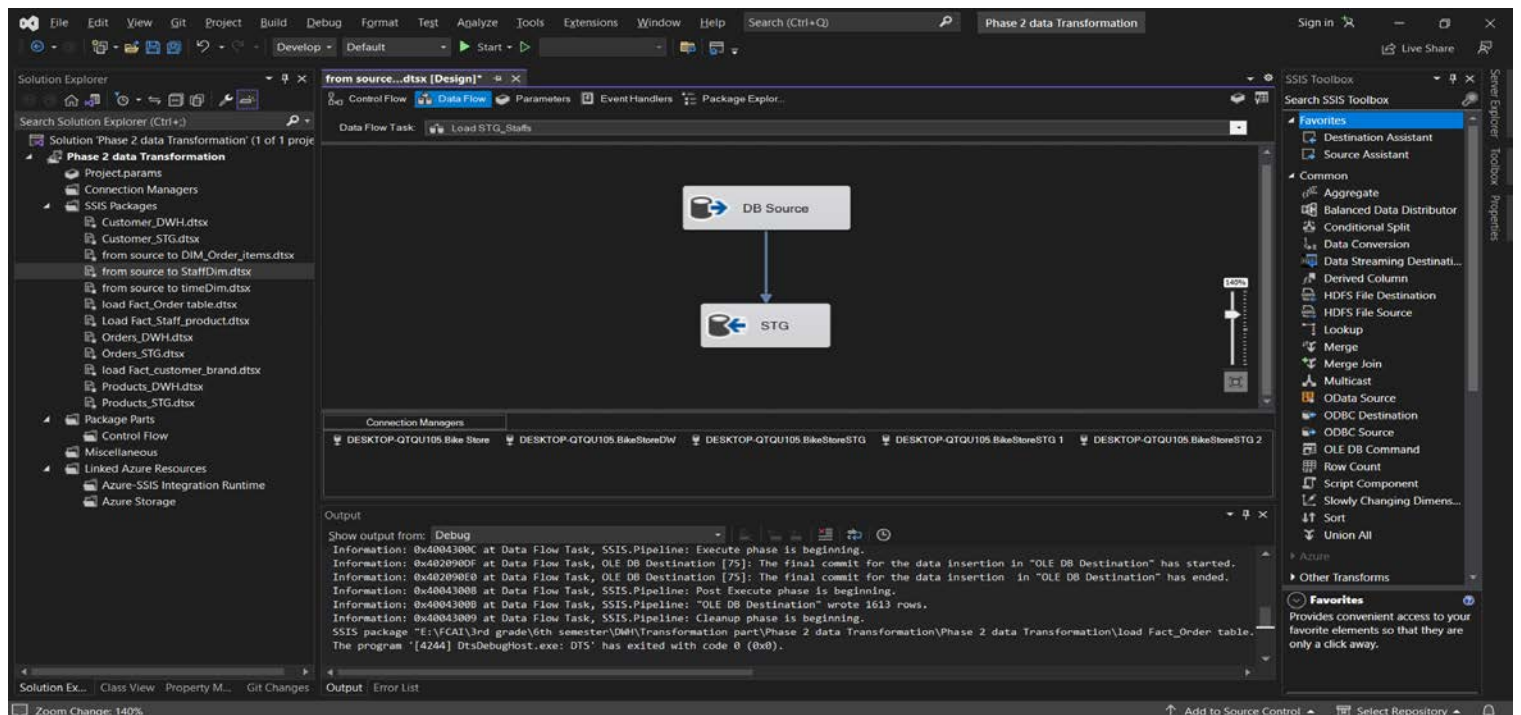 File Edit View Git Project Build Debug Format Test Analyze Tools Extensions Window Help Search (Ctrl+Q) Phase 2 data Transformation Sign in
Develop Default Start Live Share
Solution Explorer
Search Solution Explorer (Ctrl+;)
Solution 'Phase 2 data Transformation' (1 of 1 proje
Phase 2 data Transformation
Project.params
Connection Managers
SSIS Packages
Customer_DWH.dtsx
Customer_STG.dtsx
from source to DIM_Order_items.dtsx
from source to StaffDim.dtsx
from source to timeDim.dtsx
load Fact_Order table.dtsx
Load Fact_Staff_product.dtsx
Orders_DWH.dtsx
Orders_STG.dtsx
load Fact_customer_brand.dtsx
Products_DWH.dtsx
Products_STG.dtsx
Package Parts
Control Flow
Miscellaneous
Linked Azure Resources
Azure-SSIS Integration Runtime
Azure Storage
Solution Ex... Class View Property M... Git Changes
from source...dtsx [Design]*
Control Flow Data Flow Parameters Event Handlers Package Explor...
Data Flow Task: Load STG_Staffs
DB Source
STG
140%
Connection Managers
DESKTOP-QTQU105.Bike Store DESKTOP-QTQU105.BikeStoreDW DESKTOP-QTQU105.BikeStoreSTG DESKTOP-QTQU105.BikeStoreSTG 1 DESKTOP-QTQU105.BikeStoreSTG 2
Output
Show output from: Debug
Information: 0x4004300C at Data Flow Task, SSIS.Pipeline: Execute phase is beginning.
Information: 0x402090DF at Data Flow Task, OLE DB Destination [75]: The final commit for the data insertion in "OLE DB Destination" has started.
Information: 0x402090E0 at Data Flow Task, OLE DB Destination [75]: The final commit for the data insertion in "OLE DB Destination" has ended.
Information: 0x40043008 at Data Flow Task, SSIS.Pipeline: Post Execute phase is beginning.
Information: 0x4004300B at Data Flow Task, SSIS.Pipeline: "OLE DB Destination" wrote 1613 rows.
Information: 0x40043009 at Data Flow Task, SSIS.Pipeline: Cleanup phase is beginning.
SSIS package "E:\FCAI\3rd grade\6th semester\DWH\Transformation part\Phase 2 data Transformation\Phase 2 data Transformation\load Fact_Order table.
The program '[4244] DtsDebugHost.exe: DTS' has exited with code 0 (0x0).
Output Error List
SSIS Toolbox
Search SSIS Toolbox
Favorites
Destination Assistant
Source Assistant
Common
Aggregate
Balanced Data Distributor
Conditional Split
Data Conversion
Data Streaming Destinati...
Derived Column
HDFS File Destination
HDFS File Source
Lookup
Merge
Merge Join
Multicast
OData Source
ODBC Destination
ODBC Source
OLE DB Command
Row Count
Script Component
Slowly Changing Dimens...
Sort
Union All
Azure
Other Transforms
Favorites
Provides convenient access to your
favorite elements so that they are
only a click away.
Server Explorer
Toolbox
Properties
Zoom Change: 140% Add to Source Control Select Repository